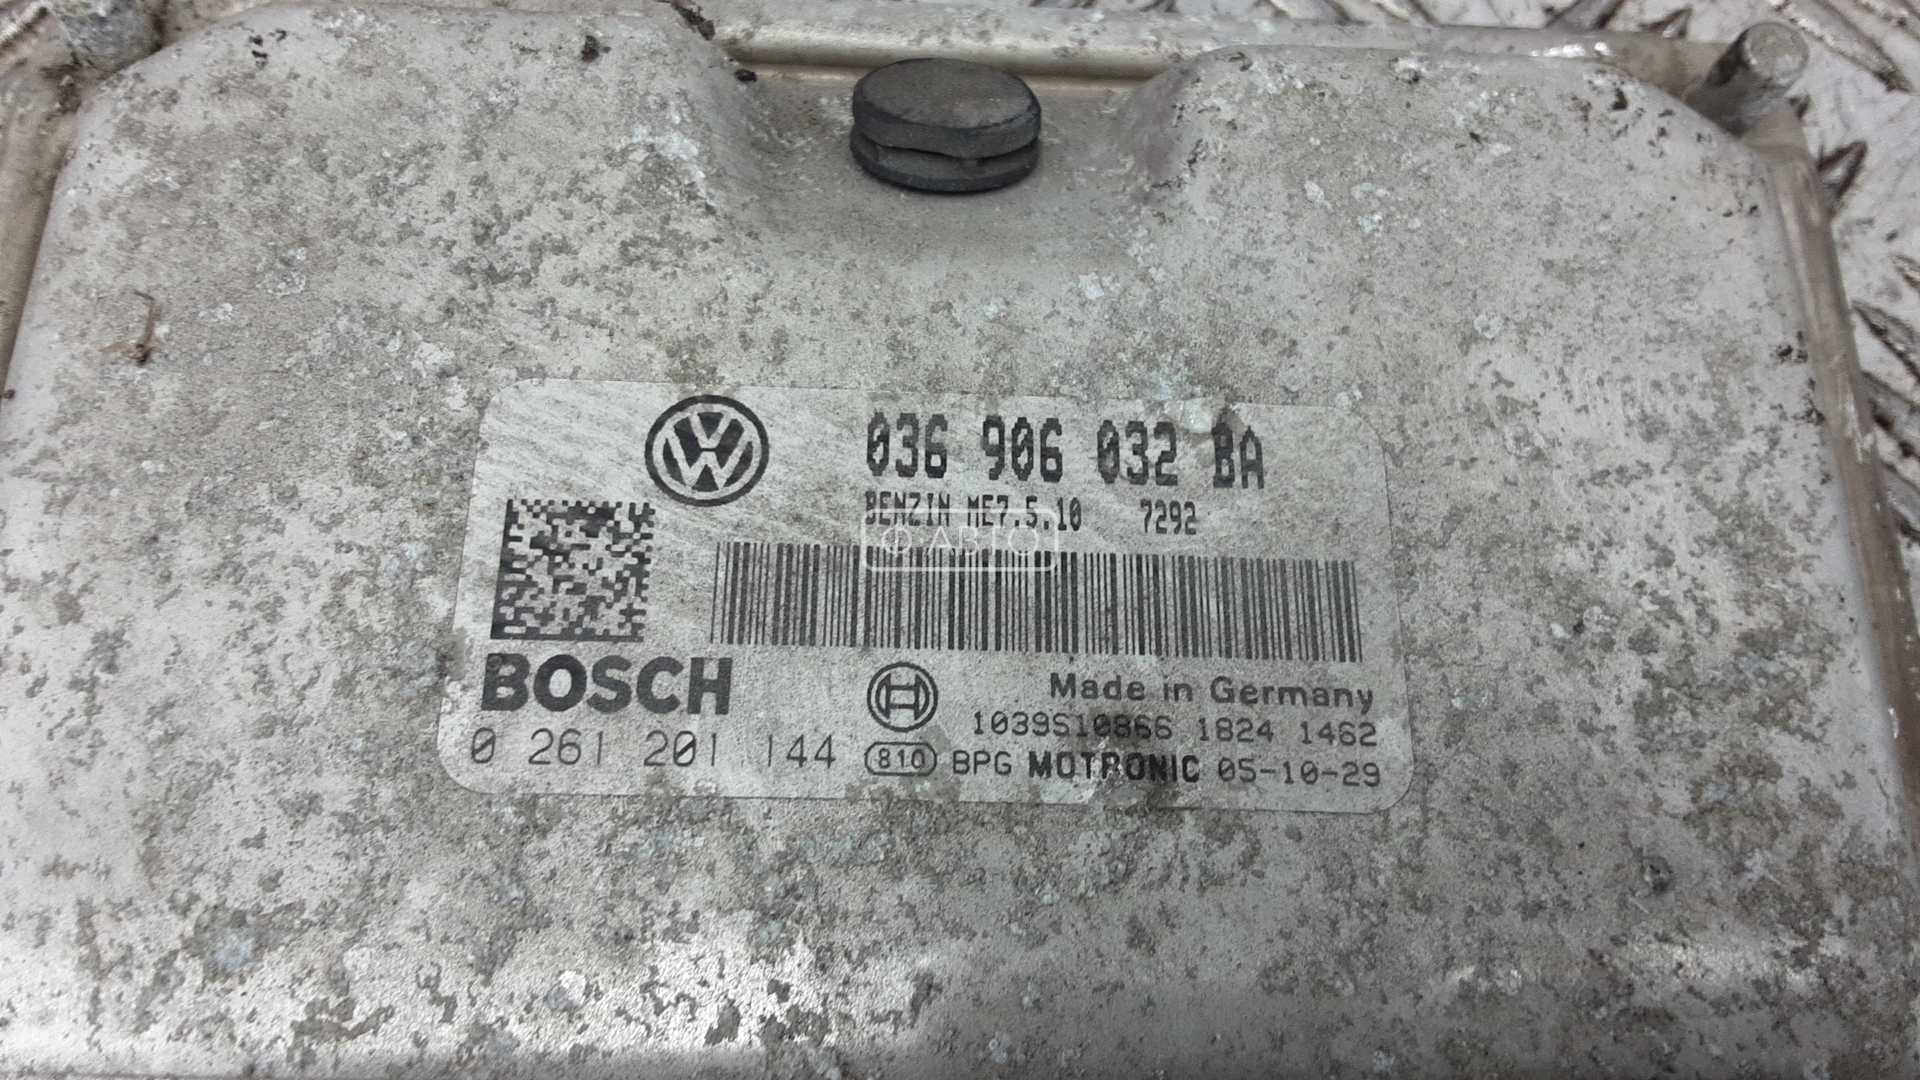 036 906 032 BA
BENZIN ME7.5.10 7292
Ф АВТО
BOSCH
Made in Germany
1039S10866 1824 1462
0 261 201 144
810 BPG MOTRONIC 05-10-29